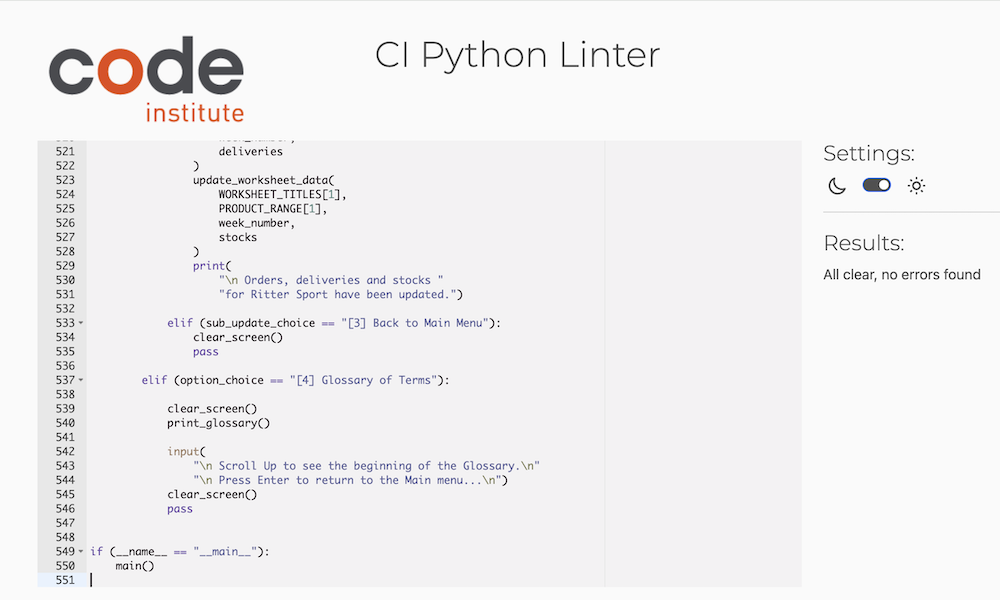 code
institute
CI Python Linter
521 deliveries
522 )
523 update_worksheet_data(
524 WORKSHEET_TITLES[1],
525 PRODUCT_RANGE[1],
526 week_number,
527 stocks
528 )
529 print(
530 "\n Orders, deliveries and stocks "
531 "for Ritter Sport have been updated.")
532
533 elif (sub_update_choice == "[3] Back to Main Menu"):
534 clear_screen()
535 pass
536
537 elif (option_choice == "[4] Glossary of Terms"):
538
539 clear_screen()
540 print_glossary()
541
542 input(
543 "\n Scroll Up to see the beginning of the Glossary.\n"
544 "\n Press Enter to return to the Main menu...\n")
545 clear_screen()
546 pass
547
548
549 if (__name__ == "__main__"):
550 main()
551
Settings:
Results:
All clear, no errors found